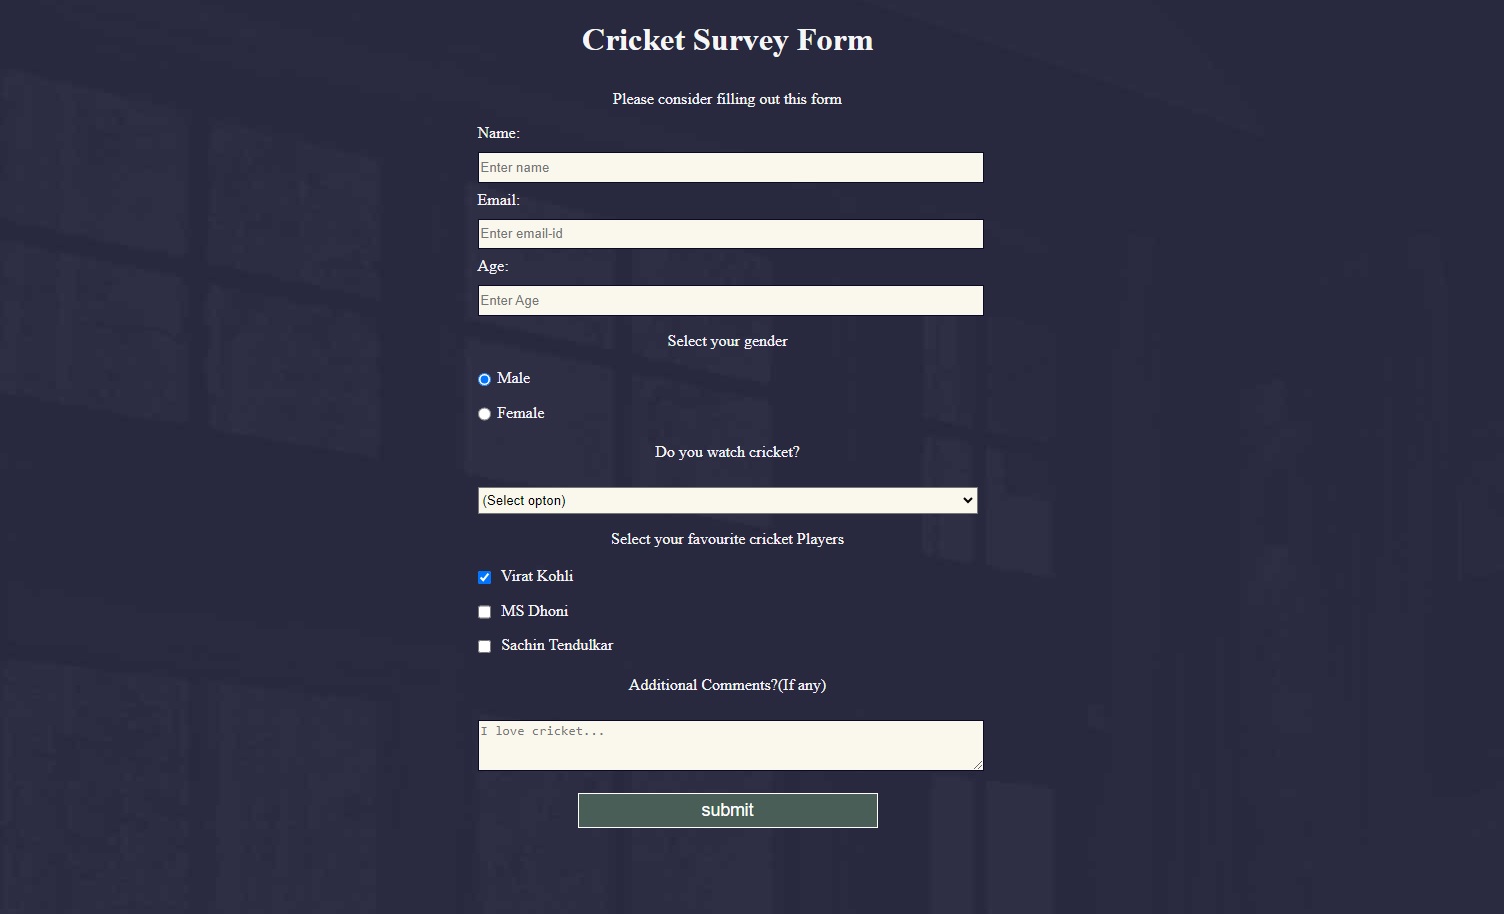 Cricket Survey Form
Please consider filling out this form
Name:
Enter name
Email:
Enter email-id
Age:
Enter Age
Select your gender
Male
Female
Do you watch cricket?
(Select opton)
Select your favourite cricket Players
Virat Kohli
MS Dhoni
Sachin Tendulkar
Additional Comments?(If any)
I love cricket...
submit